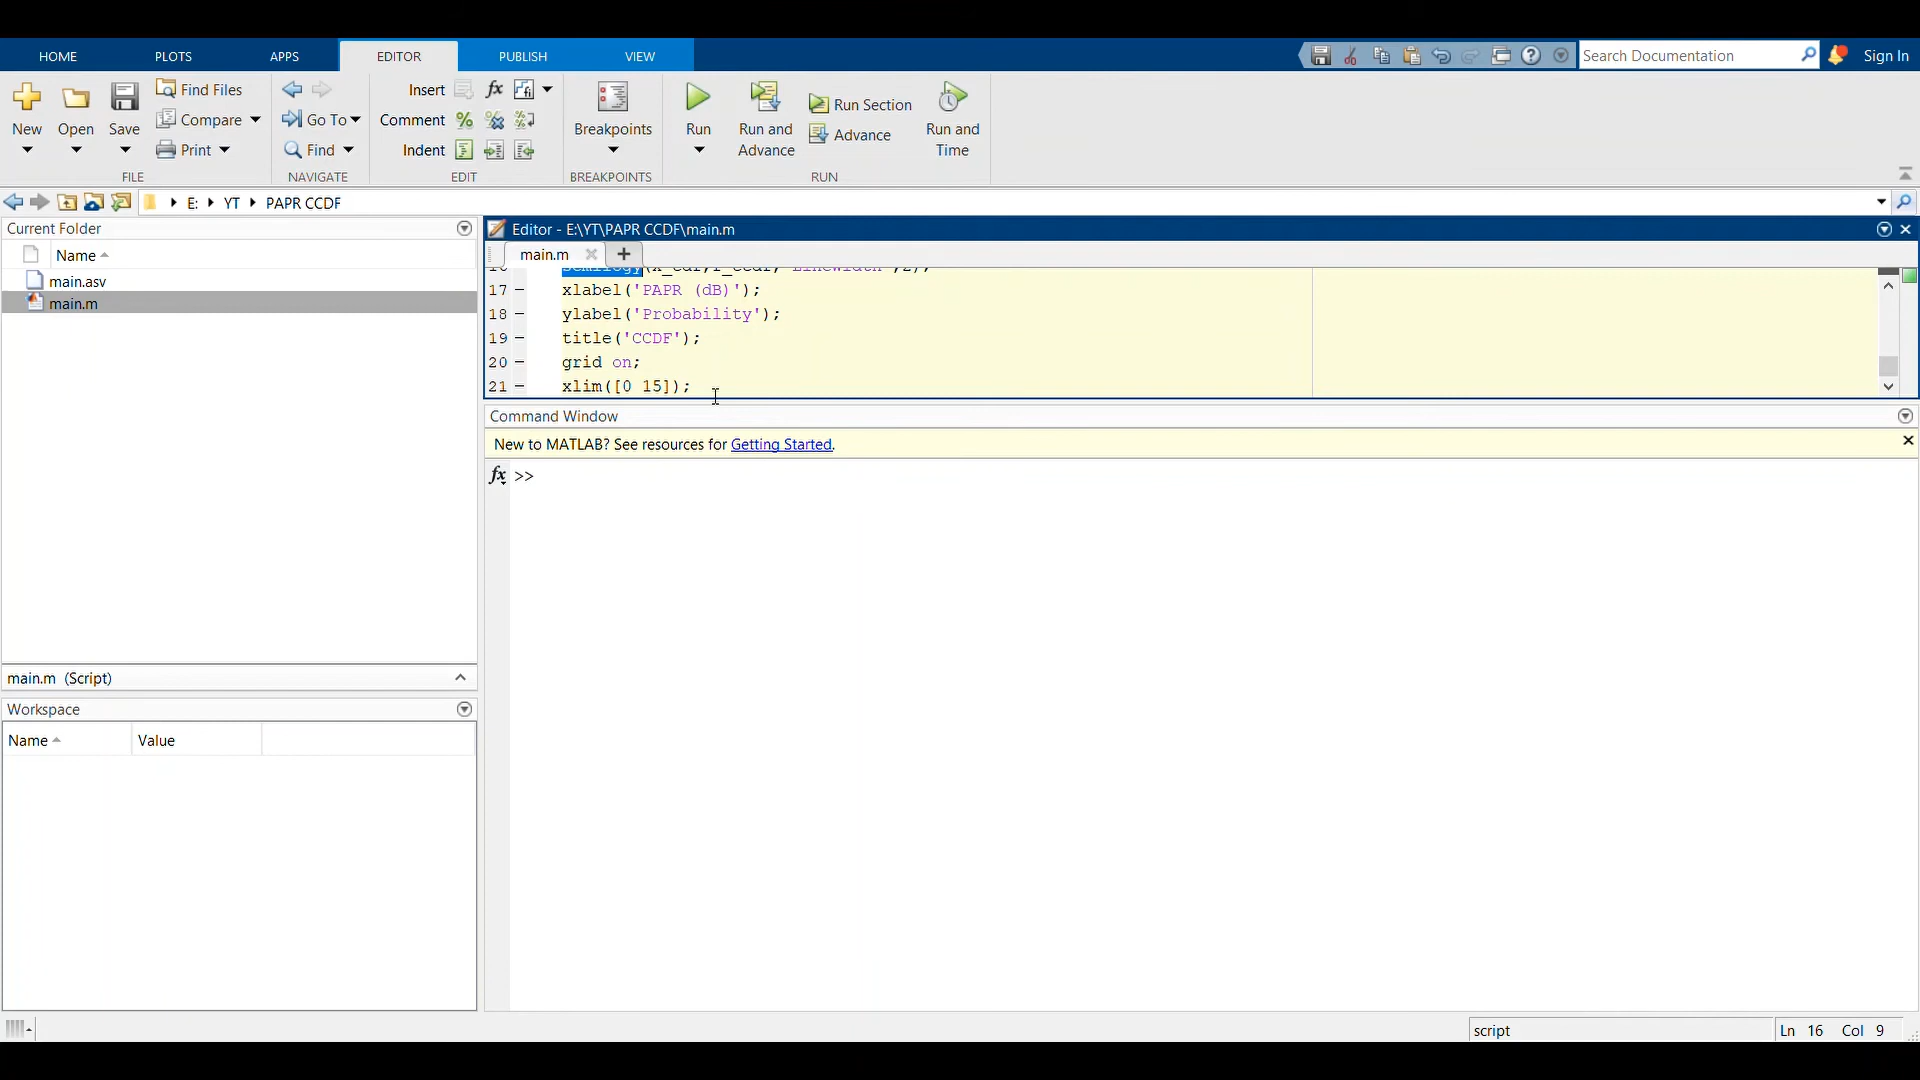 HOME PLOTS APPS EDITOR PUBLISH VIEW Search Documentation Sign In
New Open Save Find Files Compare Print Go To Find Insert Comment Indent fx Breakpoints Run Run and Advance Run Section Advance Run and Time
FILE NAVIGATE EDIT BREAKPOINTS RUN
E: YT PAPR CCDF
Current Folder
Name
main.asv
main.m
main.m (Script)
Workspace
Name Value
Editor - E:\YT\PAPR CCDF\main.m
main.m
17 - xlabel('PAPR (dB)');
18 - ylabel('Probability');
19 - title('CCDF');
20 - grid on;
21 - xlim([0 15]);
Command Window
New to MATLAB? See resources for Getting Started.
fx >>
script Ln 16 Col 9